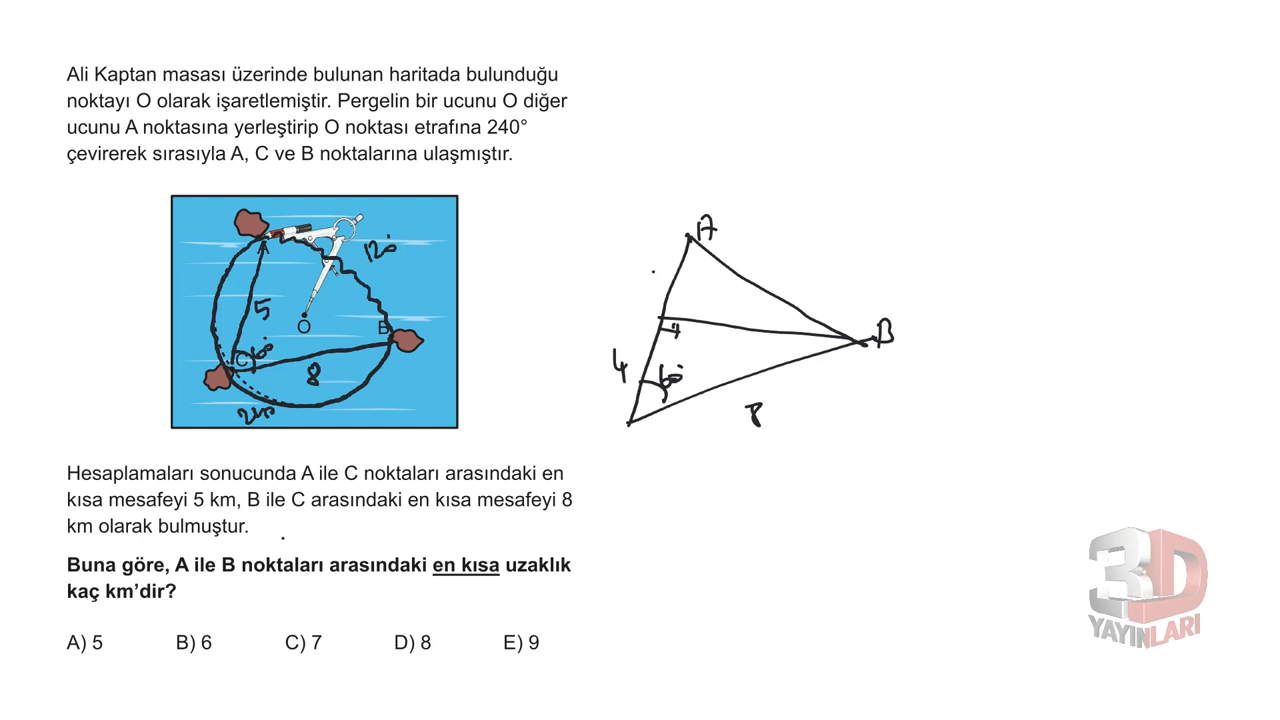 Ali Kaptan masası üzerinde bulunan haritada bulunduğu
noktayı O olarak işaretlemiştir. Pergelin bir ucunu O diğer
ucunu A noktasına yerleştirip O noktası etrafına 240°
çevirerek sırasıyla A, C ve B noktalarına ulaşmıştır.
A
120°
5
O
B
C
60°
8
240
A
B
4
60°
8
Hesaplamaları sonucunda A ile C noktaları arasındaki en
kısa mesafeyi 5 km, B ile C arasındaki en kısa mesafeyi 8
km olarak bulmuştur.
Buna göre, A ile B noktaları arasındaki en kısa uzaklık
kaç km'dir?
A) 5 B) 6 C) 7 D) 8 E) 9
3D
YAYINLARI